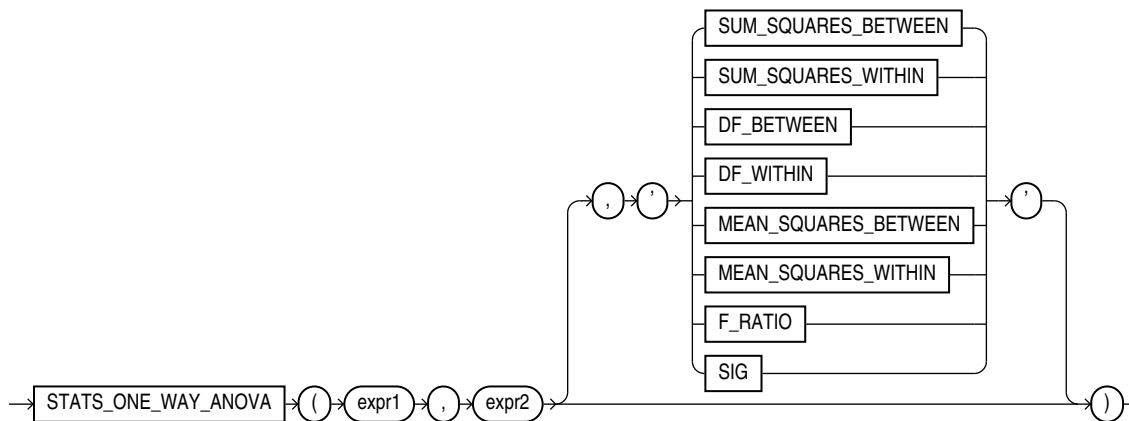 SUM_SQUARES_BETWEEN
SUM_SQUARES_WITHIN
DF_BETWEEN
DF_WITHIN
, ’ ’
MEAN_SQUARES_BETWEEN
MEAN_SQUARES_WITHIN
F_RATIO
SIG
STATS_ONE_WAY_ANOVA ( expr1 , expr2 )